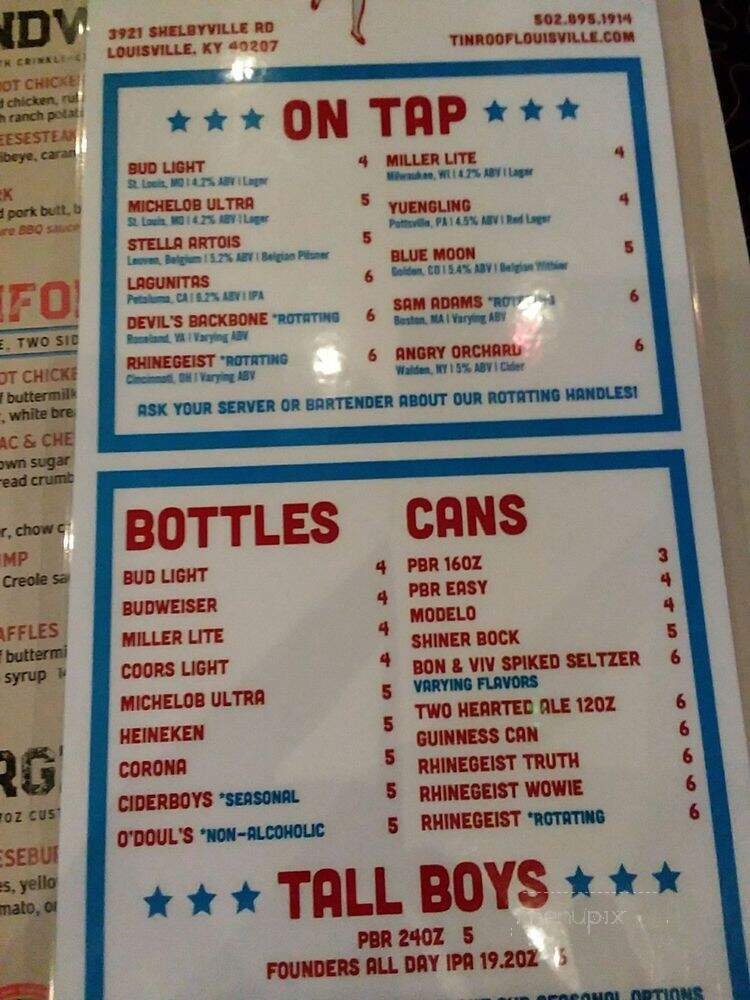 3921 SHELBYVILLE RD
LOUISVILLE, KY 40207
502.895.1914
TINROOFLOUISVILLE.COM
ON TAP
BUD LIGHT 4
St. Louis, MO | 4.2% ABV | Lager
MICHELOB ULTRA 5
St. Louis, MO | 4.2% ABV | Lager
STELLA ARTOIS 5
Leuven, Belgium | 5.2% ABV | Belgian Pilsner
LAGUNITAS 6
Petaluma, CA | 6.2% ABV | IPA
DEVIL'S BACKBONE *ROTATING 6
Roseland, VA | Varying ABV
RHINEGEIST *ROTATING 6
Cincinnati, OH | Varying ABV
MILLER LITE 4
Milwaukee, WI | 4.2% ABV | Lager
YUENGLING 4
Pottsville, PA | 4.5% ABV | Red Lager
BLUE MOON 5
Golden, CO | 5.4% ABV | Belgian Witbier
SAM ADAMS 6
Boston, MA | Varying ABV
ANGRY ORCHARD 6
Walden, NY | 5% ABV | Cider
ASK YOUR SERVER OR BARTENDER ABOUT OUR ROTATING HANDLES!
BOTTLES
BUD LIGHT 4
BUDWEISER 4
MILLER LITE 4
COORS LIGHT 4
MICHELOB ULTRA 5
HEINEKEN 5
CORONA 5
CIDERBOYS *SEASONAL 5
O'DOUL'S *NON-ALCOHOLIC 5
CANS
PBR 16OZ 3
PBR EASY 4
MODELO 4
SHINER BOCK 5
BON & VIV SPIKED SELTZER 6
VARYING FLAVORS
TWO HEARTED ALE 12OZ 6
GUINNESS CAN 6
RHINEGEIST TRUTH 6
RHINEGEIST WOWIE 6
RHINEGEIST *ROTATING 6
TALL BOYS
PBR 24OZ 5
FOUNDERS ALL DAY IPA 19.2OZ
SEASONAL OPTIONS
menupix